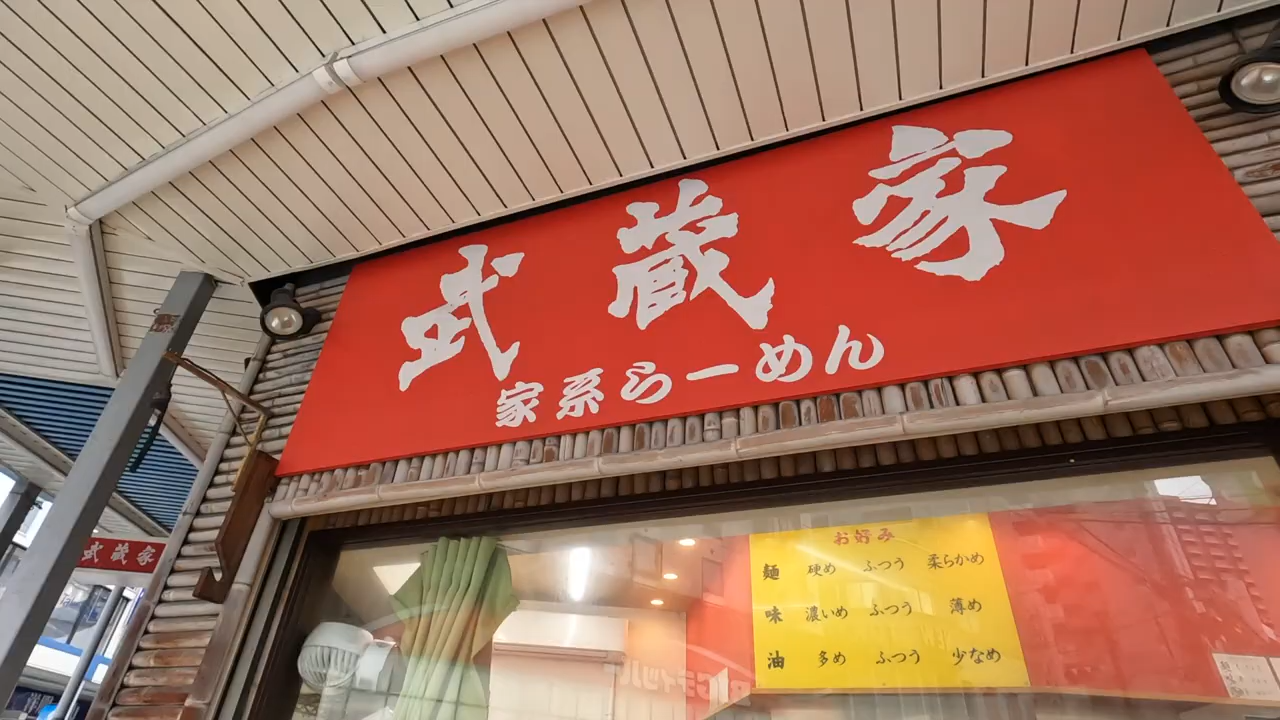 武蔵家
家系らーめん
武蔵家
お好み
麺 硬め ふつう 柔らかめ
味 濃いめ ふつう 薄め
油 多め ふつう 少なめ